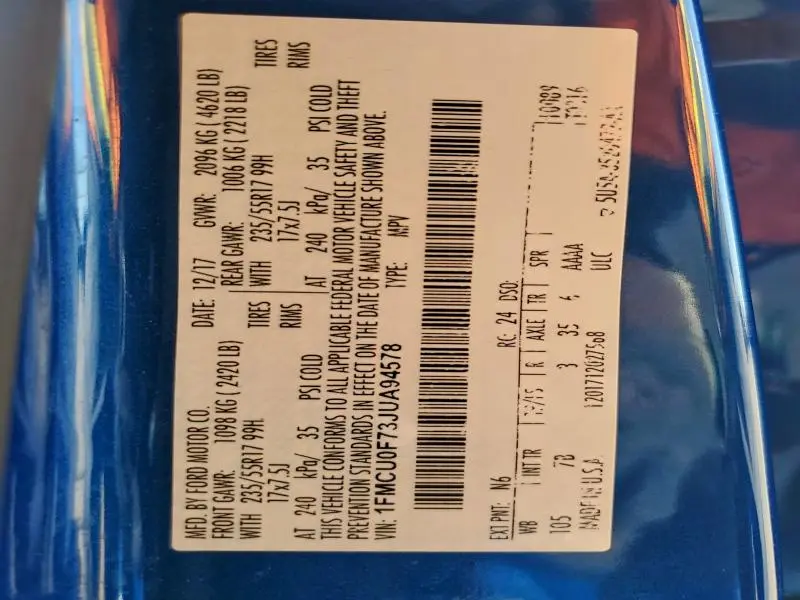 MFD. BY FORD MOTOR CO.
DATE: 12/17 GVWR: 2096 KG ( 4620 LB)
FRONT GAWR: 1098 KG ( 2420 LB) REAR GAWR: 1006 KG ( 2218 LB)
WITH 235/55R17 99H TIRES WITH 235/55R17 99H TIRES
17x7.5J RIMS 17x7.5J RIMS
AT 240 kPa/ 35 PSI COLD AT 240 kPa/ 35 PSI COLD
THIS VEHICLE CONFORMS TO ALL APPLICABLE FEDERAL MOTOR VEHICLE SAFETY AND THEFT
PREVENTION STANDARDS IN EFFECT ON THE DATE OF MANUFACTURE SHOWN ABOVE.
VIN: 1FMCU0F73JUA94578 TYPE: MPV
EXT PNT: N6 RC: 24 DSO:
WB INT TR R AXLE TR SPR
105 7B 3 35 6 AAAA
MADE IN U.S.A. ULC